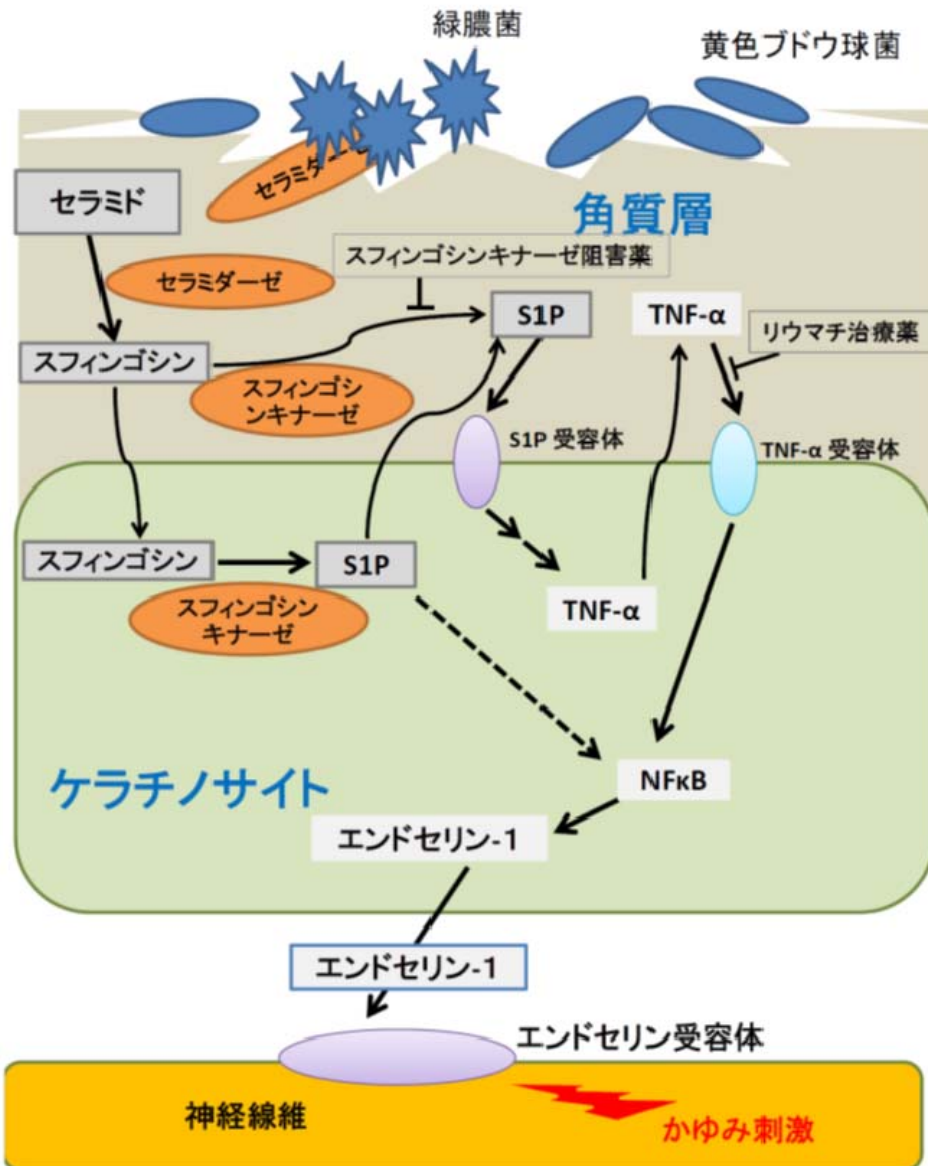 緑膿菌
黄色ブドウ球菌
セラミダーゼ
セラミド
角質層
スフィンゴシンキナーゼ阻害薬
セラミダーゼ
S1P
TNF-α
リウマチ治療薬
スフィンゴシン
スフィンゴシ
ンキナーゼ
S1P 受容体
TNF-α 受容体
スフィンゴシン
S1P
スフィンゴシン
キナーゼ
TNF-α
ケラチノサイト
NFκB
エンドセリン-1
エンドセリン-1
エンドセリン受容体
神経線維
かゆみ刺激